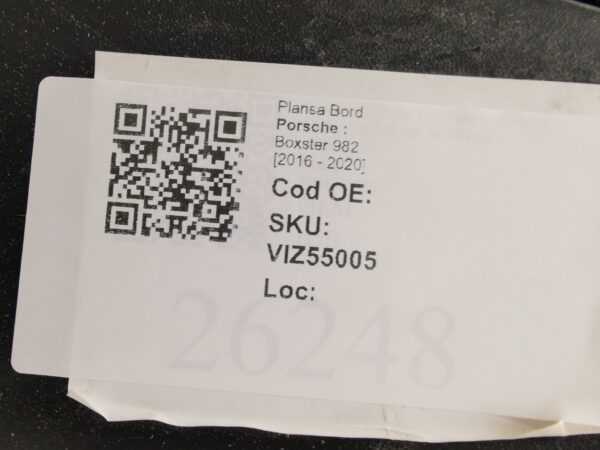 Plansa Bord
Porsche :
Boxster 982
[2016 - 2020]
Cod OE:
SKU:
VIZ55005
Loc:
26248